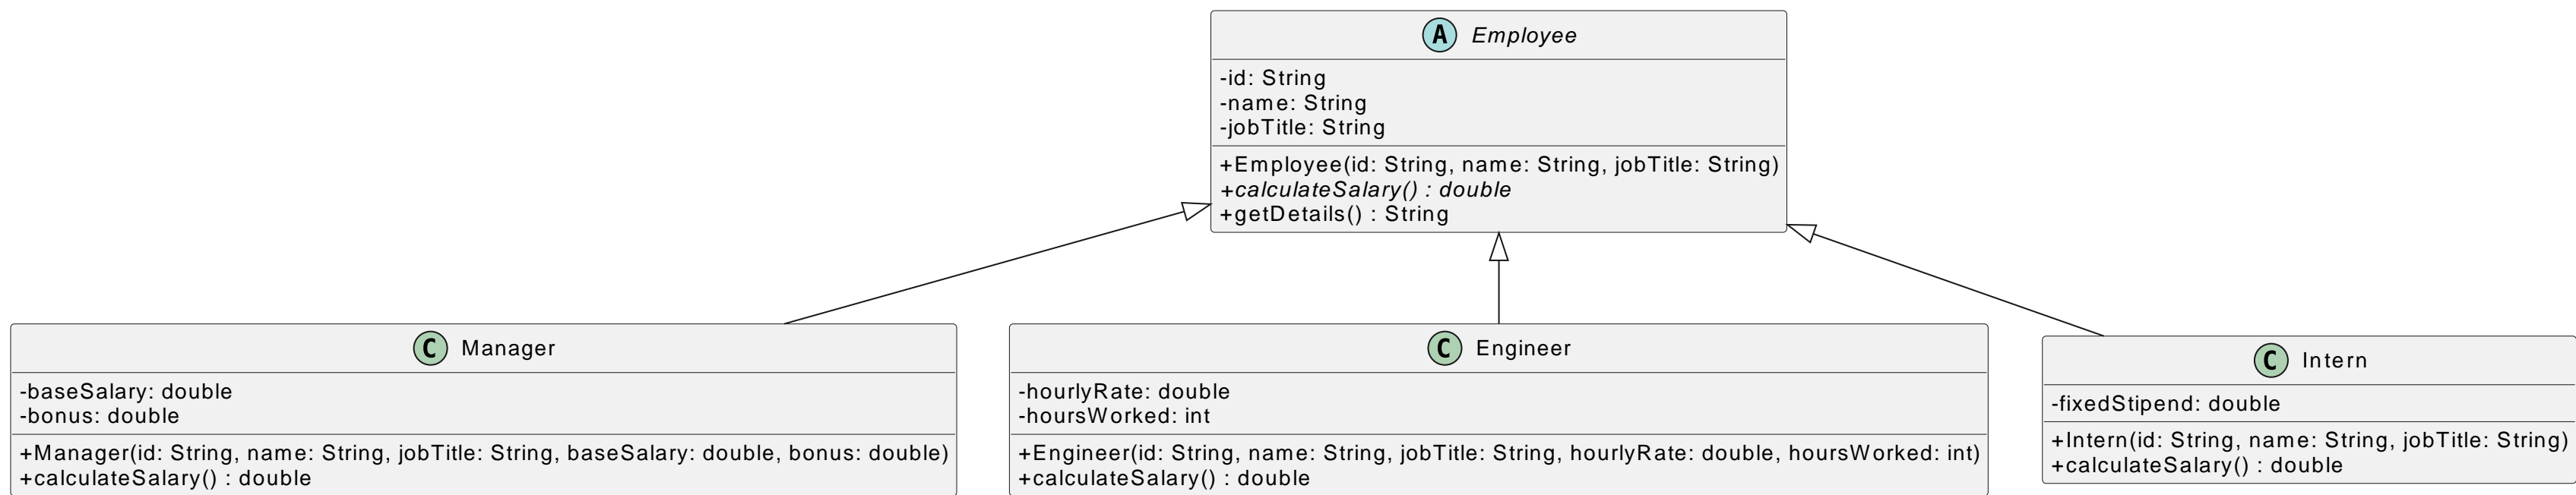 A Employee
-id: String
-name: String
-jobTitle: String
+Employee(id: String, name: String, jobTitle: String)
+calculateSalary() : double
+getDetails() : String
C Manager
-baseSalary: double
-bonus: double
+Manager(id: String, name: String, jobTitle: String, baseSalary: double, bonus: double)
+calculateSalary() : double
C Engineer
-hourlyRate: double
-hoursWorked: int
+Engineer(id: String, name: String, jobTitle: String, hourlyRate: double, hoursWorked: int)
+calculateSalary() : double
C Intern
-fixedStipend: double
+Intern(id: String, name: String, jobTitle: String)
+calculateSalary() : double